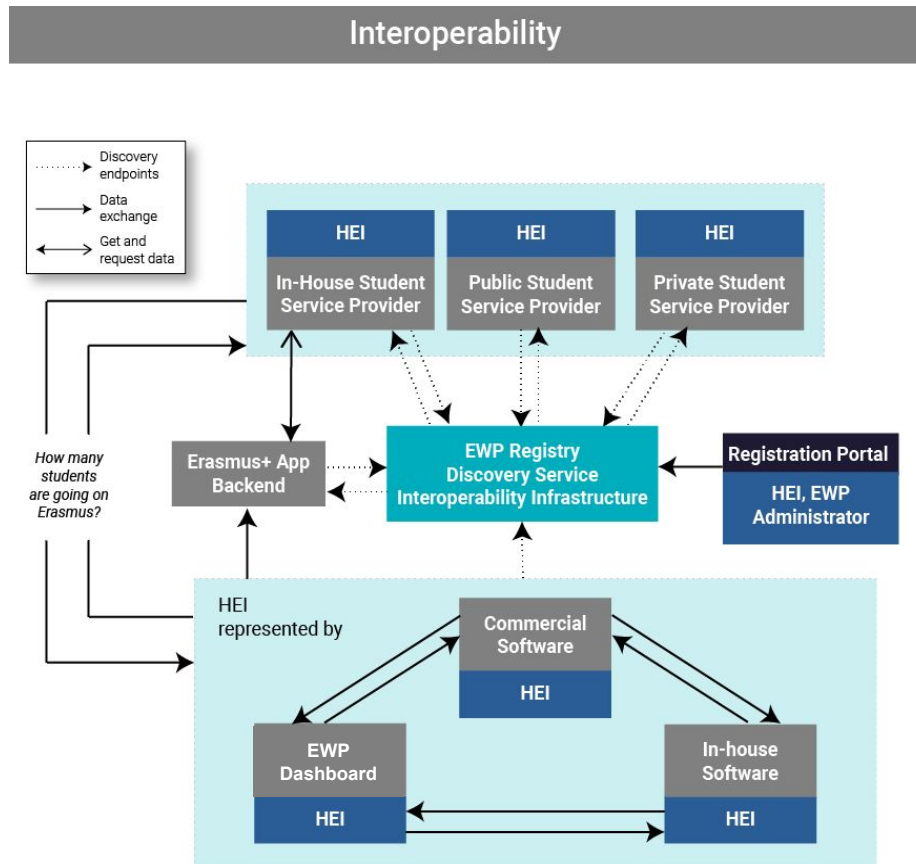 Interoperability
Discovery
endpoints
Data
exchange
Get and
request data
HEI
In-House Student
Service Provider
HEI
Public Student
Service Provider
HEI
Private Student
Service Provider
How many
students
are going on
Erasmus?
Erasmus+ App
Backend
EWP Registry
Discovery Service
Interoperability Infrastructure
Registration Portal
HEI, EWP
Administrator
HEI
represented by
Commercial
Software
HEI
EWP
Dashboard
HEI
In-house
Software
HEI